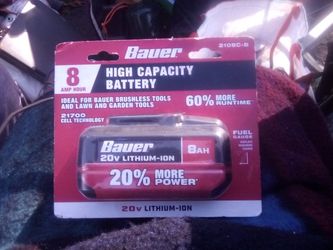 Bauer
2109C-B
8
AMP HOUR
HIGH CAPACITY
BATTERY
IDEAL FOR BAUER BRUSHLESS TOOLS
AND LAWN AND GARDEN TOOLS
21700
CELL TECHNOLOGY
60% MORE
RUNTIME
FUEL
GAUGE
Bauer
8AH
20V LITHIUM-ION
20% MORE
POWER
20V LITHIUM-ION